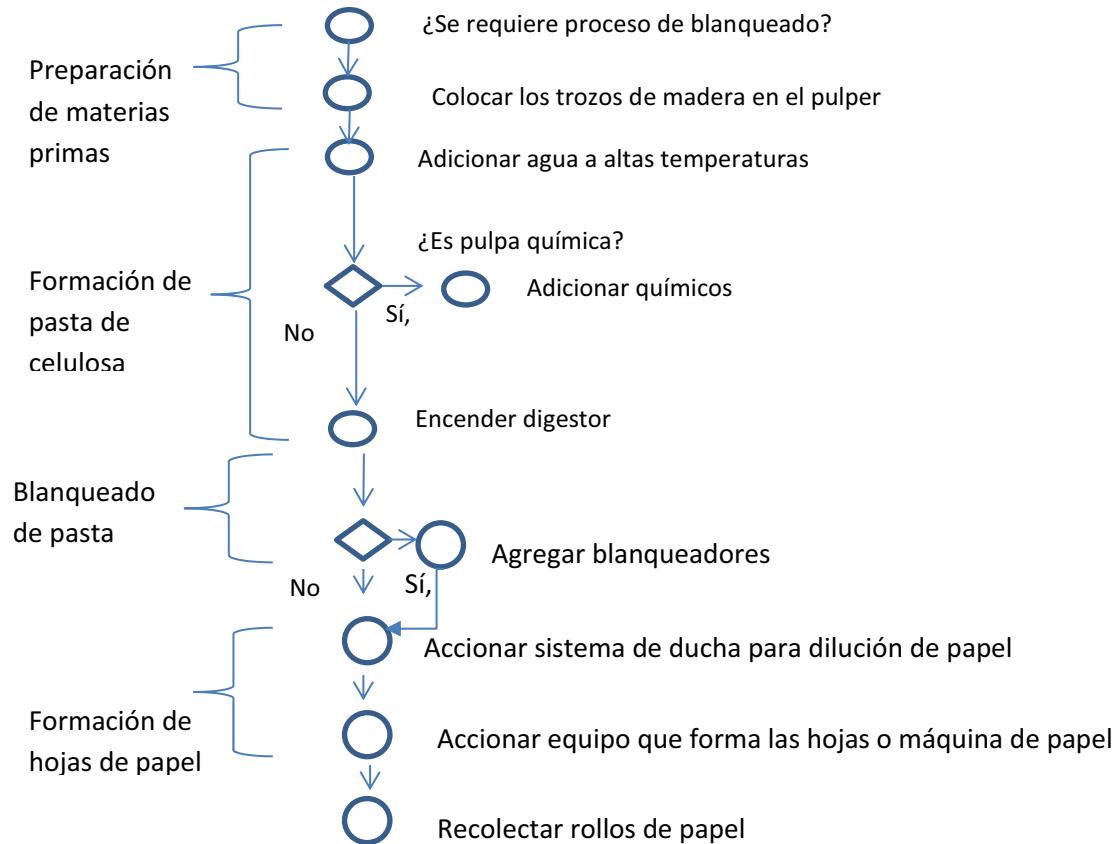 ¿Se requiere proceso de blanqueado?
Preparación
de materias
primas
Colocar los trozos de madera en el pulper
Adicionar agua a altas temperaturas
¿Es pulpa química?
Formación de
pasta de
celulosa
Adicionar químicos
Sí,
No
Encender digestor
Blanqueado
de pasta
Agregar blanqueadores
No
Sí,
Accionar sistema de ducha para dilución de papel
Formación de
hojas de papel
Accionar equipo que forma las hojas o máquina de papel
Recolectar rollos de papel